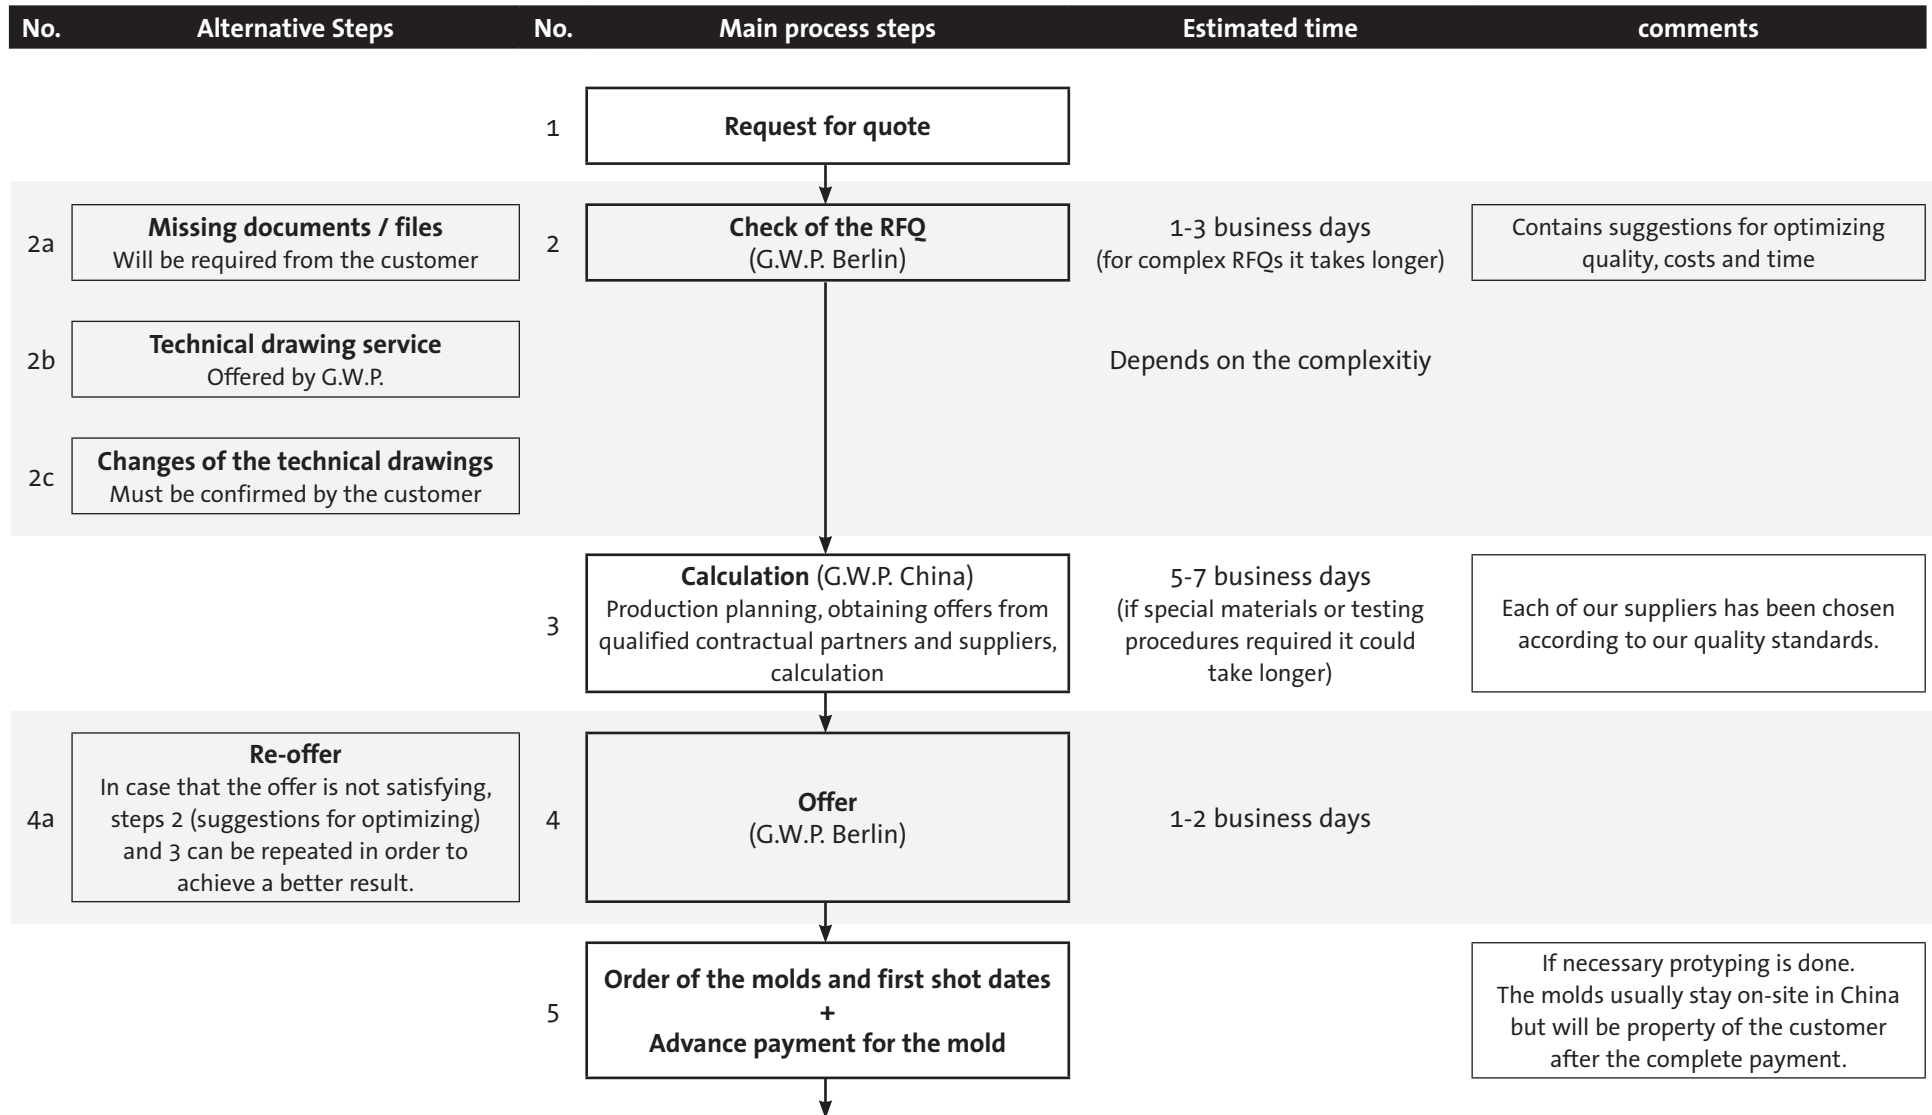 No. Alternative Steps No. Main process steps Estimated time comments
1 Request for quote
2a Missing documents / files
Will be required from the customer
2 Check of the RFQ
(G.W.P. Berlin)
1-3 business days
(for complex RFQs it takes longer)
Contains suggestions for optimizing
quality, costs and time
2b Technical drawing service
Offered by G.W.P.
Depends on the complexitiy
2c Changes of the technical drawings
Must be confirmed by the customer
3 Calculation (G.W.P. China)
Production planning, obtaining offers from
qualified contractual partners and suppliers,
calculation
5-7 business days
(if special materials or testing
procedures required it could
take longer)
Each of our suppliers has been chosen
according to our quality standards.
4a Re-offer
In case that the offer is not satisfying,
steps 2 (suggestions for optimizing)
and 3 can be repeated in order to
achieve a better result.
4 Offer
(G.W.P. Berlin)
1-2 business days
5 Order of the molds and first shot dates
+
Advance payment for the mold
If necessary protyping is done.
The molds usually stay on-site in China
but will be property of the customer
after the complete payment.